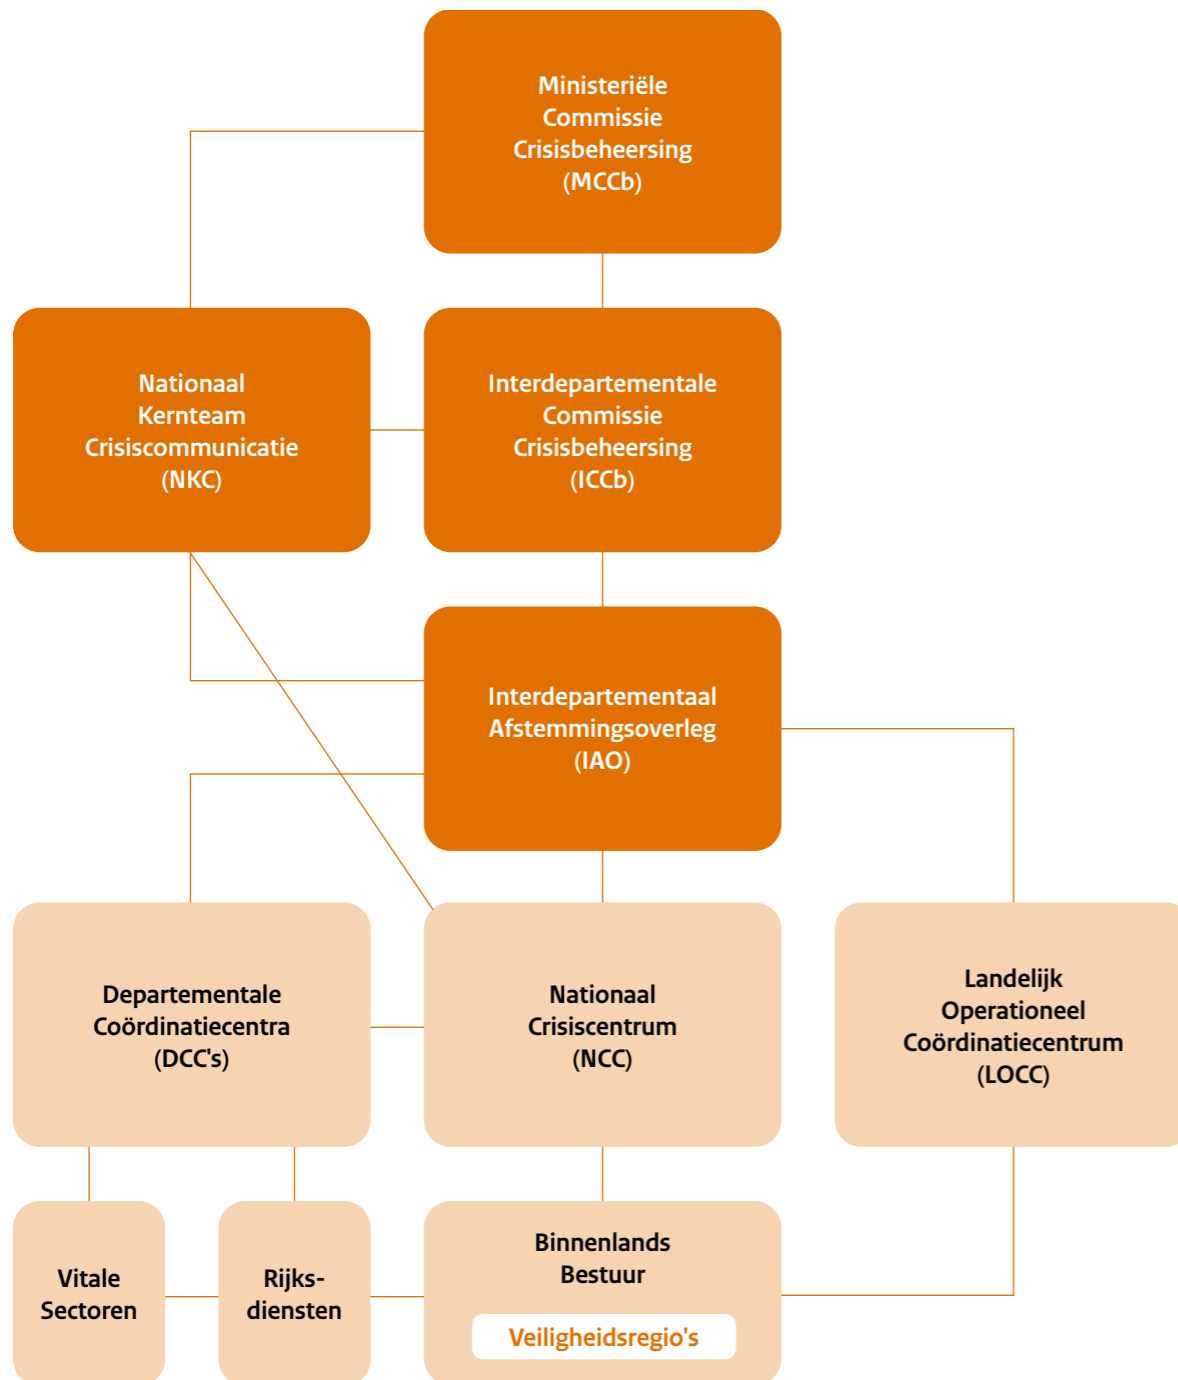 Ministeriële
Commissie
Crisisbeheersing
(MCCb)
Nationaal
Kernteam
Crisiscommunicatie
(NKC)
Interdepartementale
Commissie
Crisisbeheersing
(ICCb)
Interdepartementaal
Afstemmingsoverleg
(IAO)
Departementale
Coördinatiecentra
(DCC's)
Nationaal
Crisiscentrum
(NCC)
Landelijk
Operationeel
Coördinatiecentrum
(LOCC)
Vitale
Sectoren
Rijks-
diensten
Binnenlands
Bestuur
Veiligheidsregio's